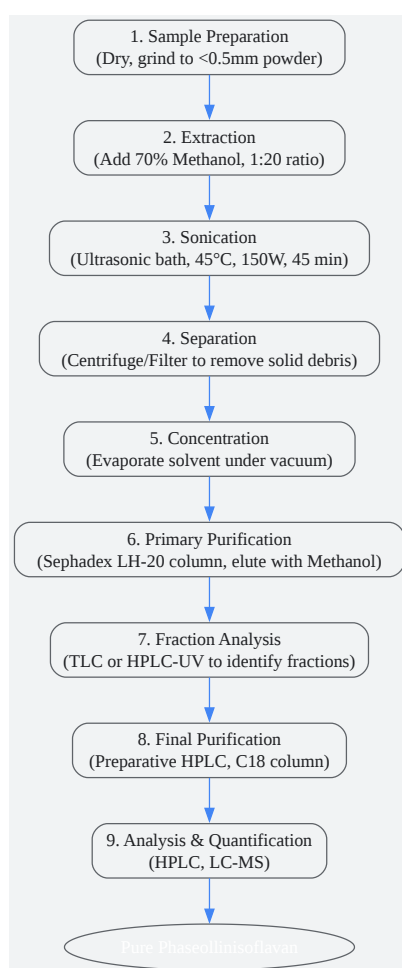 1. Sample Preparation
(Dry, grind to <0.5mm powder)
2. Extraction
(Add 70% Methanol, 1:20 ratio)
3. Sonication
(Ultrasonic bath, 45°C, 150W, 45 min)
4. Separation
(Centrifuge/Filter to remove solid debris)
5. Concentration
(Evaporate solvent under vacuum)
6. Primary Purification
(Sephadex LH-20 column, elute with Methanol)
7. Fraction Analysis
(TLC or HPLC-UV to identify fractions)
8. Final Purification
(Preparative HPLC, C18 column)
9. Analysis & Quantification
(HPLC, LC-MS)
Pure Phaseollinisoflavan